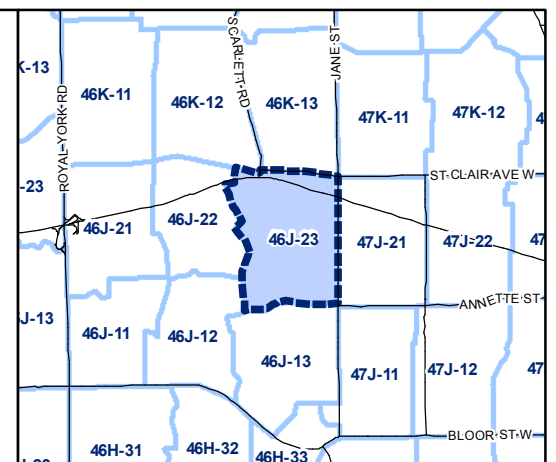 SCARLETT RD
JANE ST
K-13
46K-11
46K-12
46K-13
47K-11
47K-12
4
ROYAL YORK RD
ST CLAIR AVE W
-23
46J-21
46J-22
46J-23
47J-21
47J-22
47
ANNETTE ST
J-13
46J-11
46J-12
46J-13
47J-11
47J-12
47
BLOOR ST W
46H-31
46H-32
46H-33